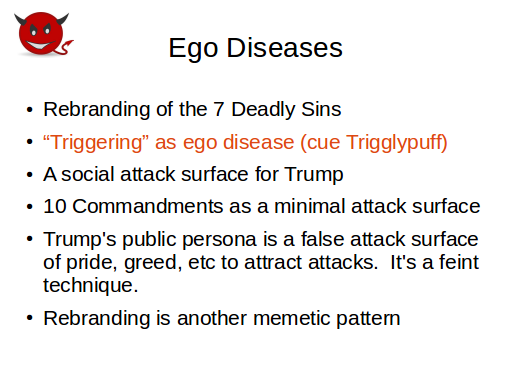 Ego Diseases
• Rebranding of the 7 Deadly Sins
• “Triggering” as ego disease (cue Trigglypuff)
• A social attack surface for Trump
• 10 Commandments as a minimal attack surface
• Trump's public persona is a false attack surface
of pride, greed, etc to attract attacks.  It's a feint
technique.
• Rebranding is another memetic pattern